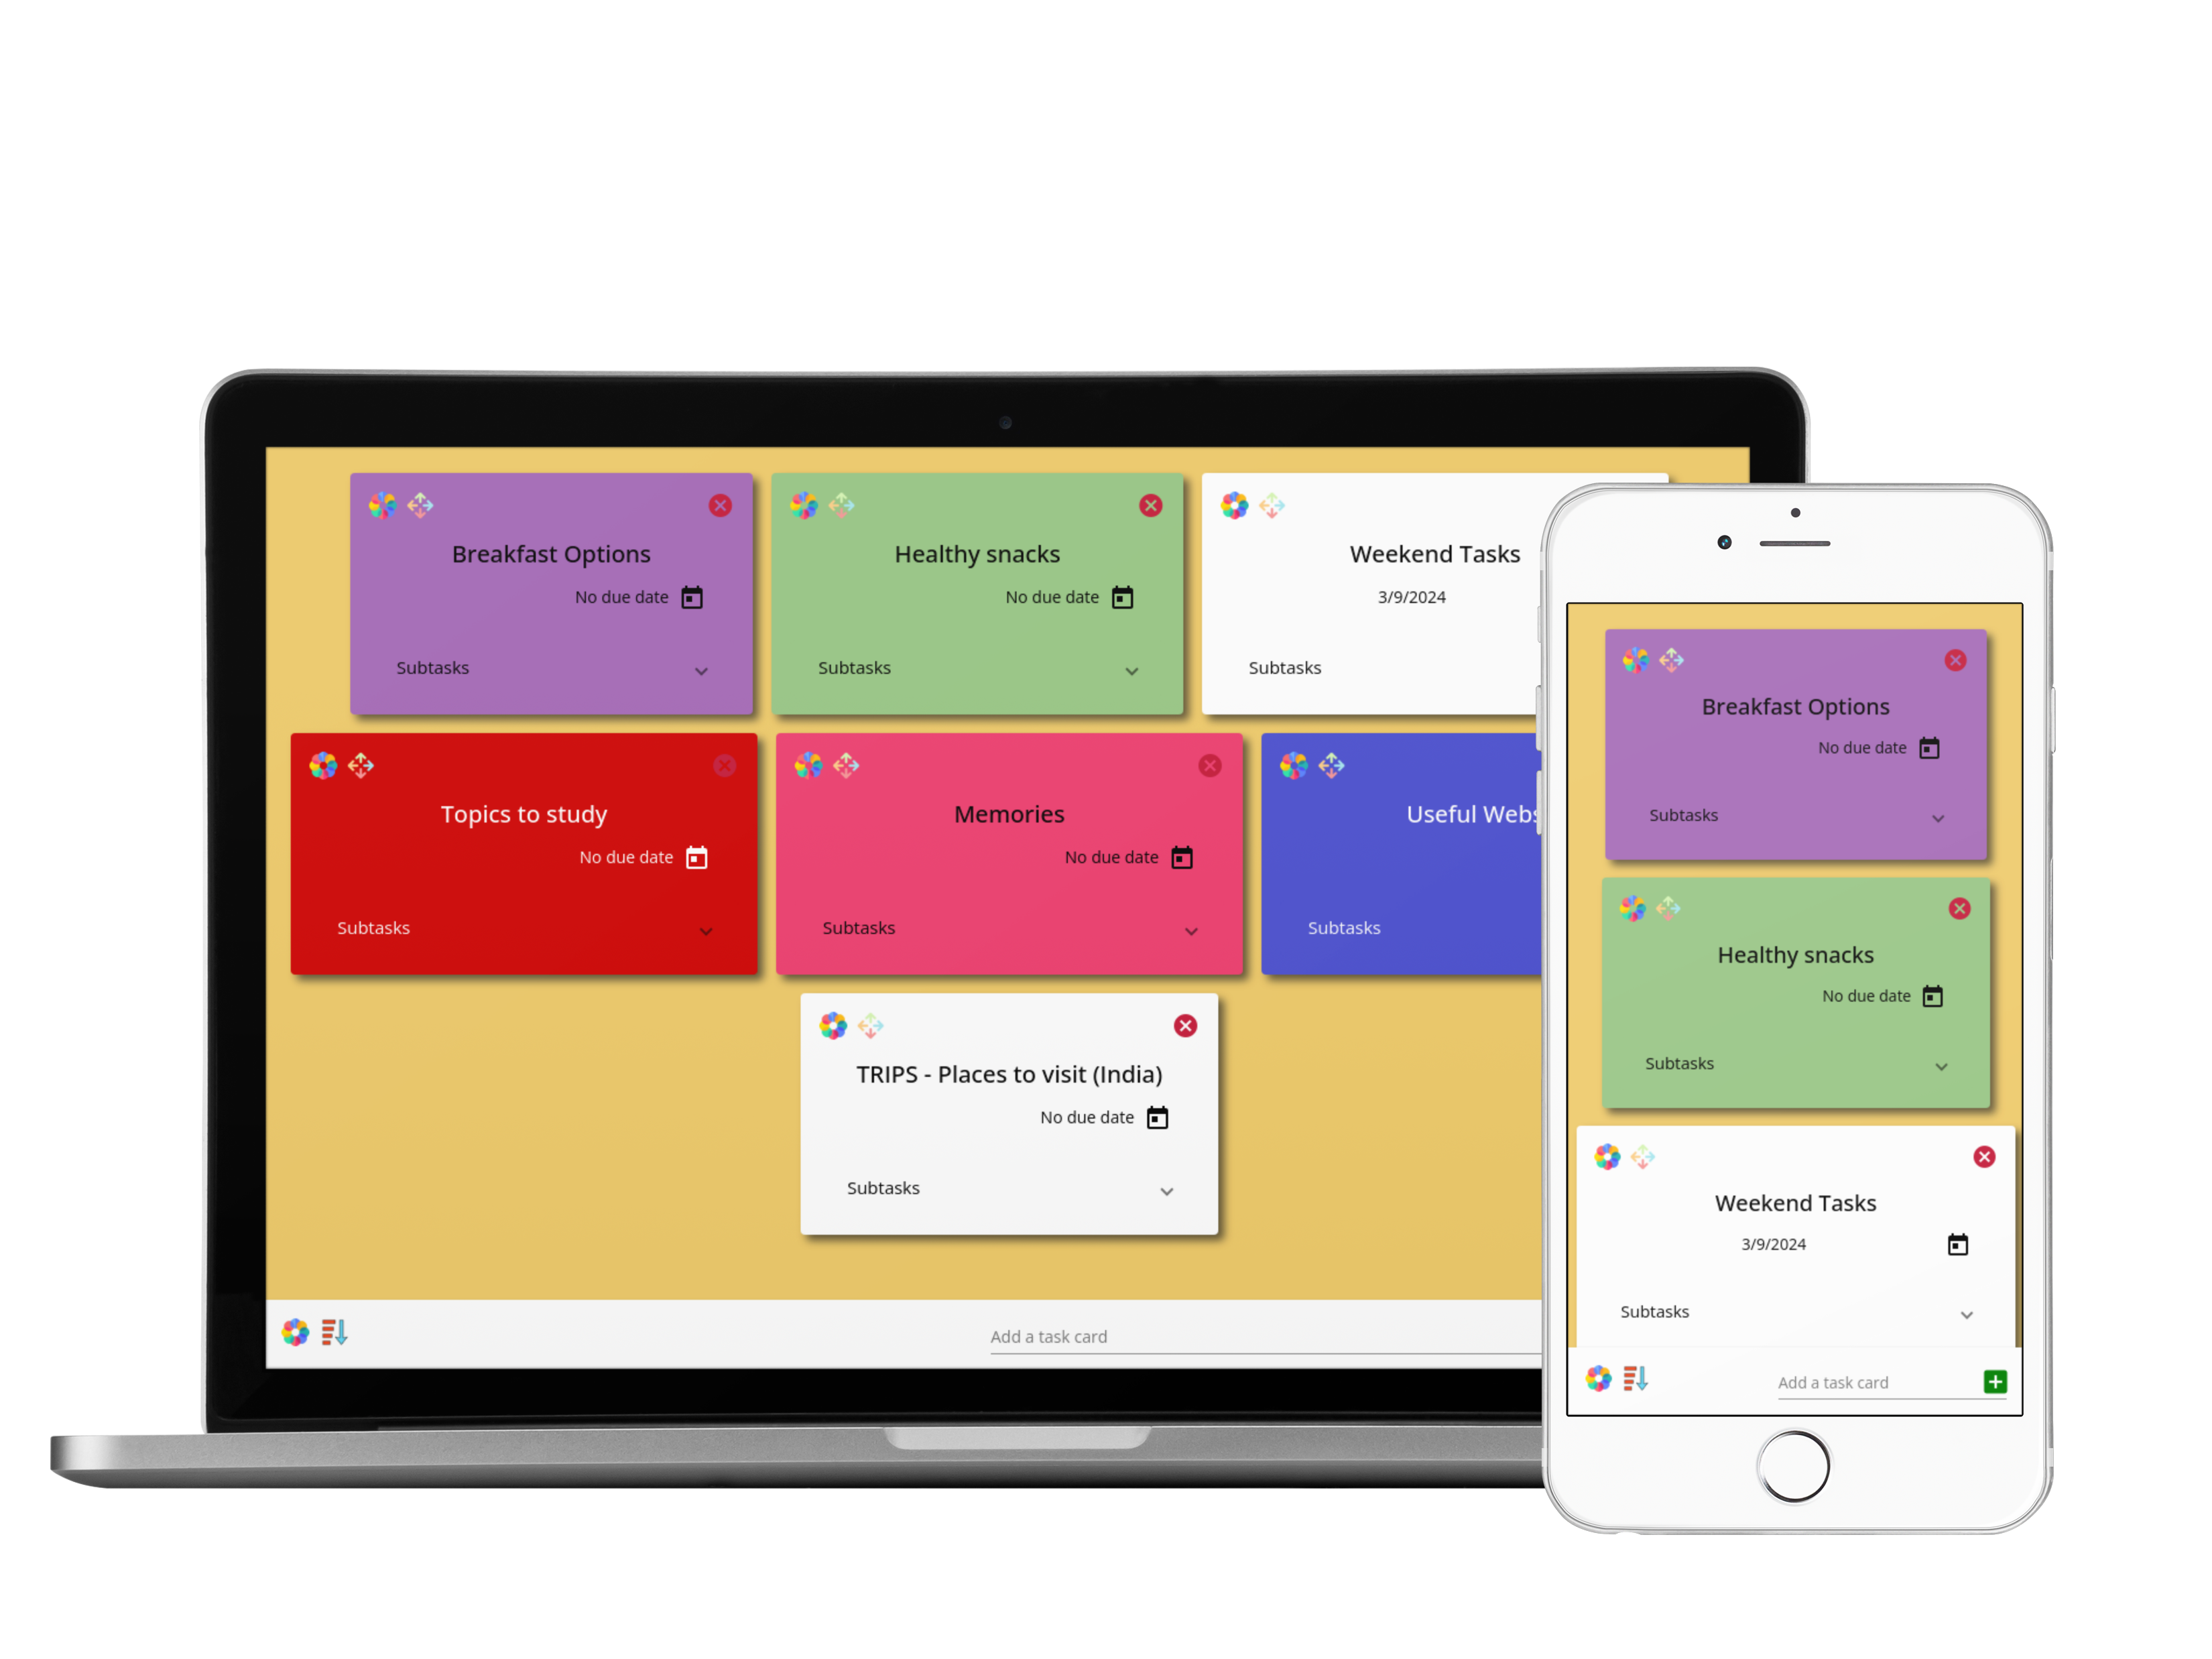 Breakfast Options
No due date
Subtasks
Healthy snacks
No due date
Subtasks
Weekend Tasks
3/9/2024
Subtasks
Topics to study
No due date
Subtasks
Memories
No due date
Subtasks
Useful
Subtasks
TRIPS - Places to visit (India)
No due date
Subtasks
Add a task card
Breakfast Options
No due date
Subtasks
Healthy snacks
No due date
Subtasks
Weekend Tasks
3/9/2024
Subtasks
Add a task card